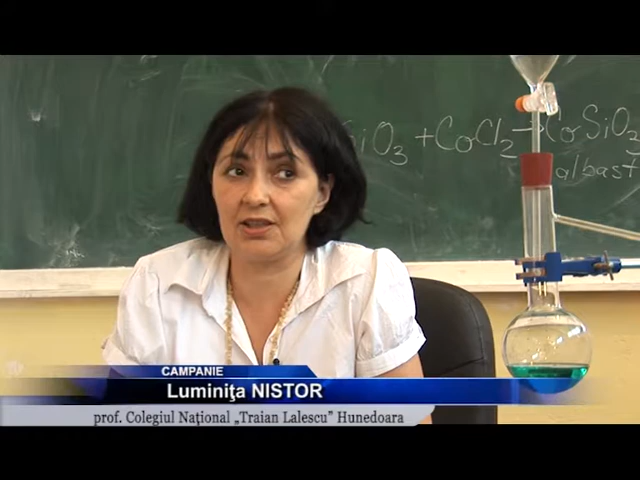 SiO₃ + CoCl₂ → CoSiO₃
albast
CAMPANIE
Luminiţa NISTOR
prof. Colegiul Naţional „Traian Lalescu” Hunedoara